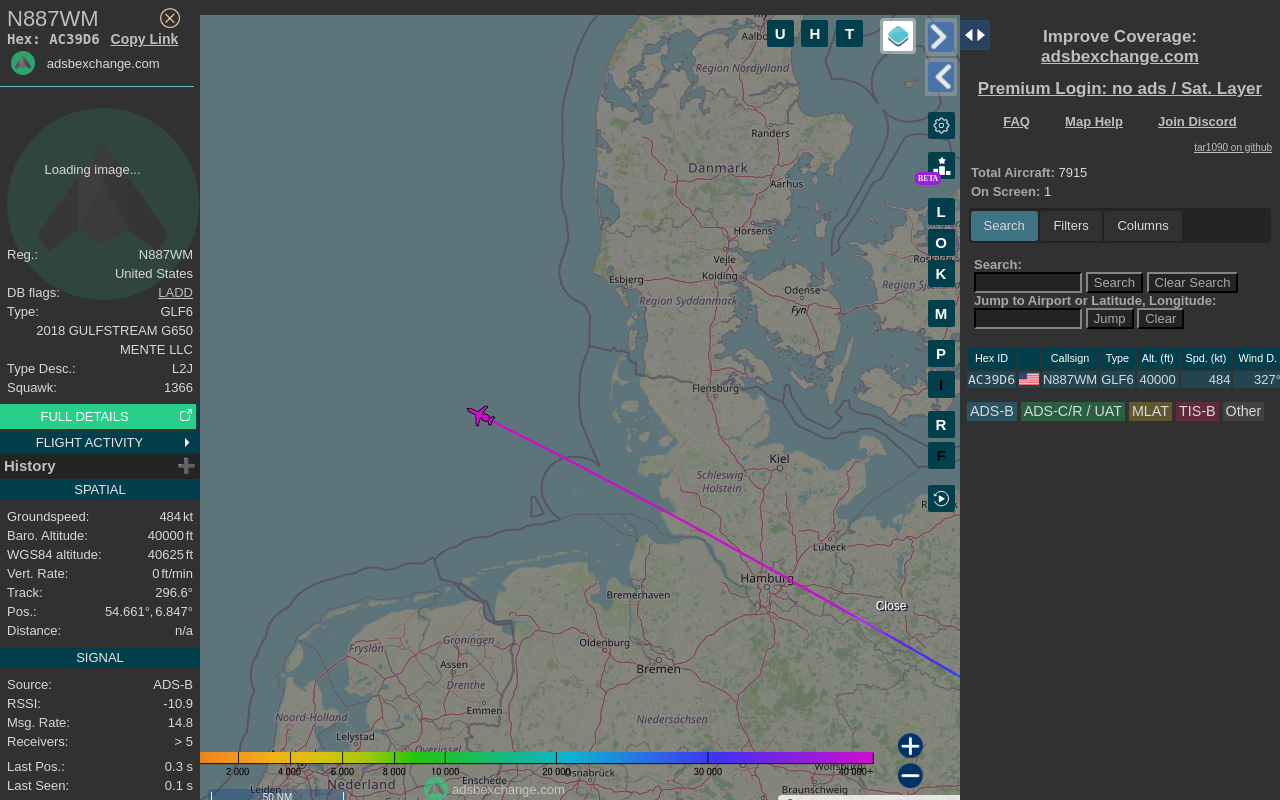 N887WM
Hex: AC39D6 Copy Link
adsbexchange.com
Loading image...
Reg.: N887WM
United States
DB flags: LADD
Type: GLF6
2018 GULFSTREAM G650
MENTE LLC
Type Desc.: L2J
Squawk: 1366
FULL DETAILS
FLIGHT ACTIVITY
History
SPATIAL
Groundspeed: 484 kt
Baro. Altitude: 40000 ft
WGS84 altitude: 40625 ft
Vert. Rate: 0 ft/min
Track: 296.6°
Pos.: 54.661°, 6.847°
Distance: n/a
SIGNAL
Source: ADS-B
RSSI: -10.9
Msg. Rate: 14.8
Receivers: > 5
Last Pos.: 0.3 s
Last Seen: 0.1 s
U H T
Region Nordjylland
Randers
Danmark
Aarhus
Horsens
Vejle
Kolding
Esbjerg
Odense
Region Syddanmark
Fyn
Flensburg
Kiel
Schleswig-
Holstein
Lübeck
Hamburg
Close
Bremerhaven
Groningen
Fryslân
Oldenburg
Assen
Bremen
Drenthe
Emmen
Noord-Holland
Niedersachsen
Lelystad
Overijssel
2 000 4 000 6 000 8 000 10 000 20 000 30 000 40 000+
Osnabrück
Wolfsburg
Enschede
Nederland
Leiden
Braunschweig
50 NM
adsbexchange.com
BETA
L
O
K
M
P
I
R
F
Improve Coverage:
adsbexchange.com
Premium Login: no ads / Sat. Layer
FAQ Map Help Join Discord
tar1090 on github
Total Aircraft: 7915
On Screen: 1
Search Filters Columns
Search:
Search Clear Search
Jump to Airport or Latitude, Longitude:
Jump Clear
Hex ID Callsign Type Alt. (ft) Spd. (kt) Wind D.
AC39D6 N887WM GLF6 40000 484 327°
ADS-B ADS-C/R / UAT MLAT TIS-B Other